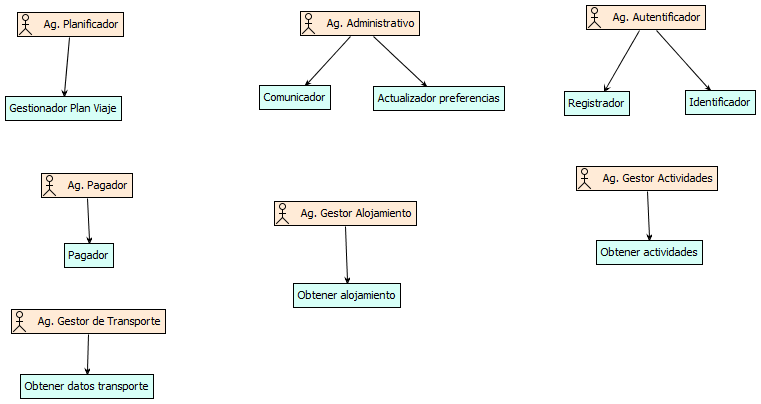 Ag. Planificador
Ag. Administrativo
Ag. Autentificador
Gestionador Plan Viaje
Comunicador
Actualizador preferencias
Registrador
Identificador
Ag. Pagador
Ag. Gestor Alojamiento
Ag. Gestor Actividades
Pagador
Obtener alojamiento
Obtener actividades
Ag. Gestor de Transporte
Obtener datos transporte